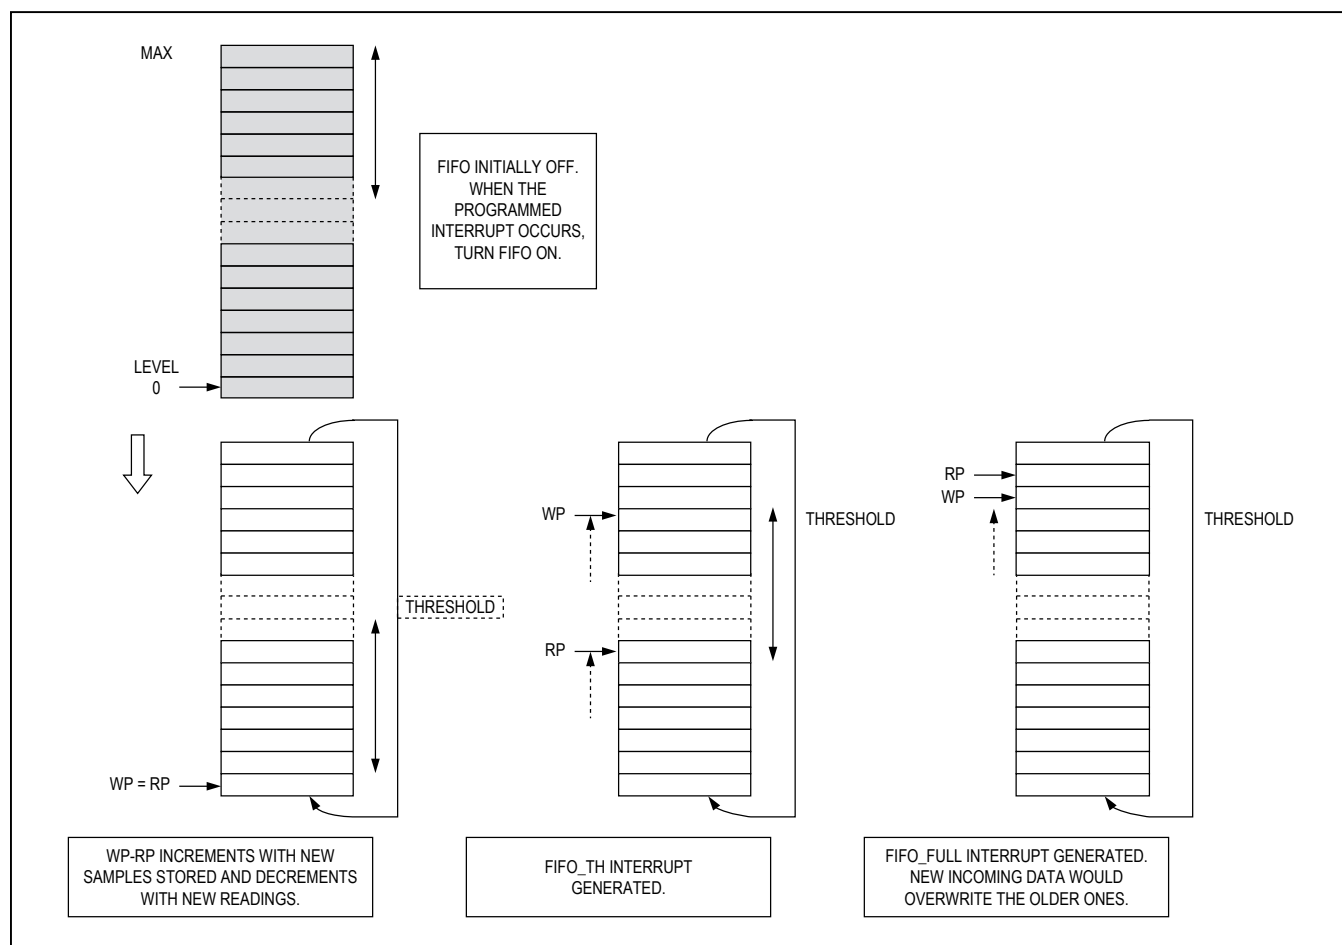 MAX
FIFO INITIALLY OFF.
WHEN THE
PROGRAMMED
INTERRUPT OCCURS,
TURN FIFO ON.
LEVEL
0
THRESHOLD
WP = RP
WP-RP INCREMENTS WITH NEW
SAMPLES STORED AND DECREMENTS
WITH NEW READINGS.
WP
THRESHOLD
RP
FIFO_TH INTERRUPT
GENERATED.
RP
WP
THRESHOLD
FIFO_FULL INTERRUPT GENERATED.
NEW INCOMING DATA WOULD
OVERWRITE THE OLDER ONES.